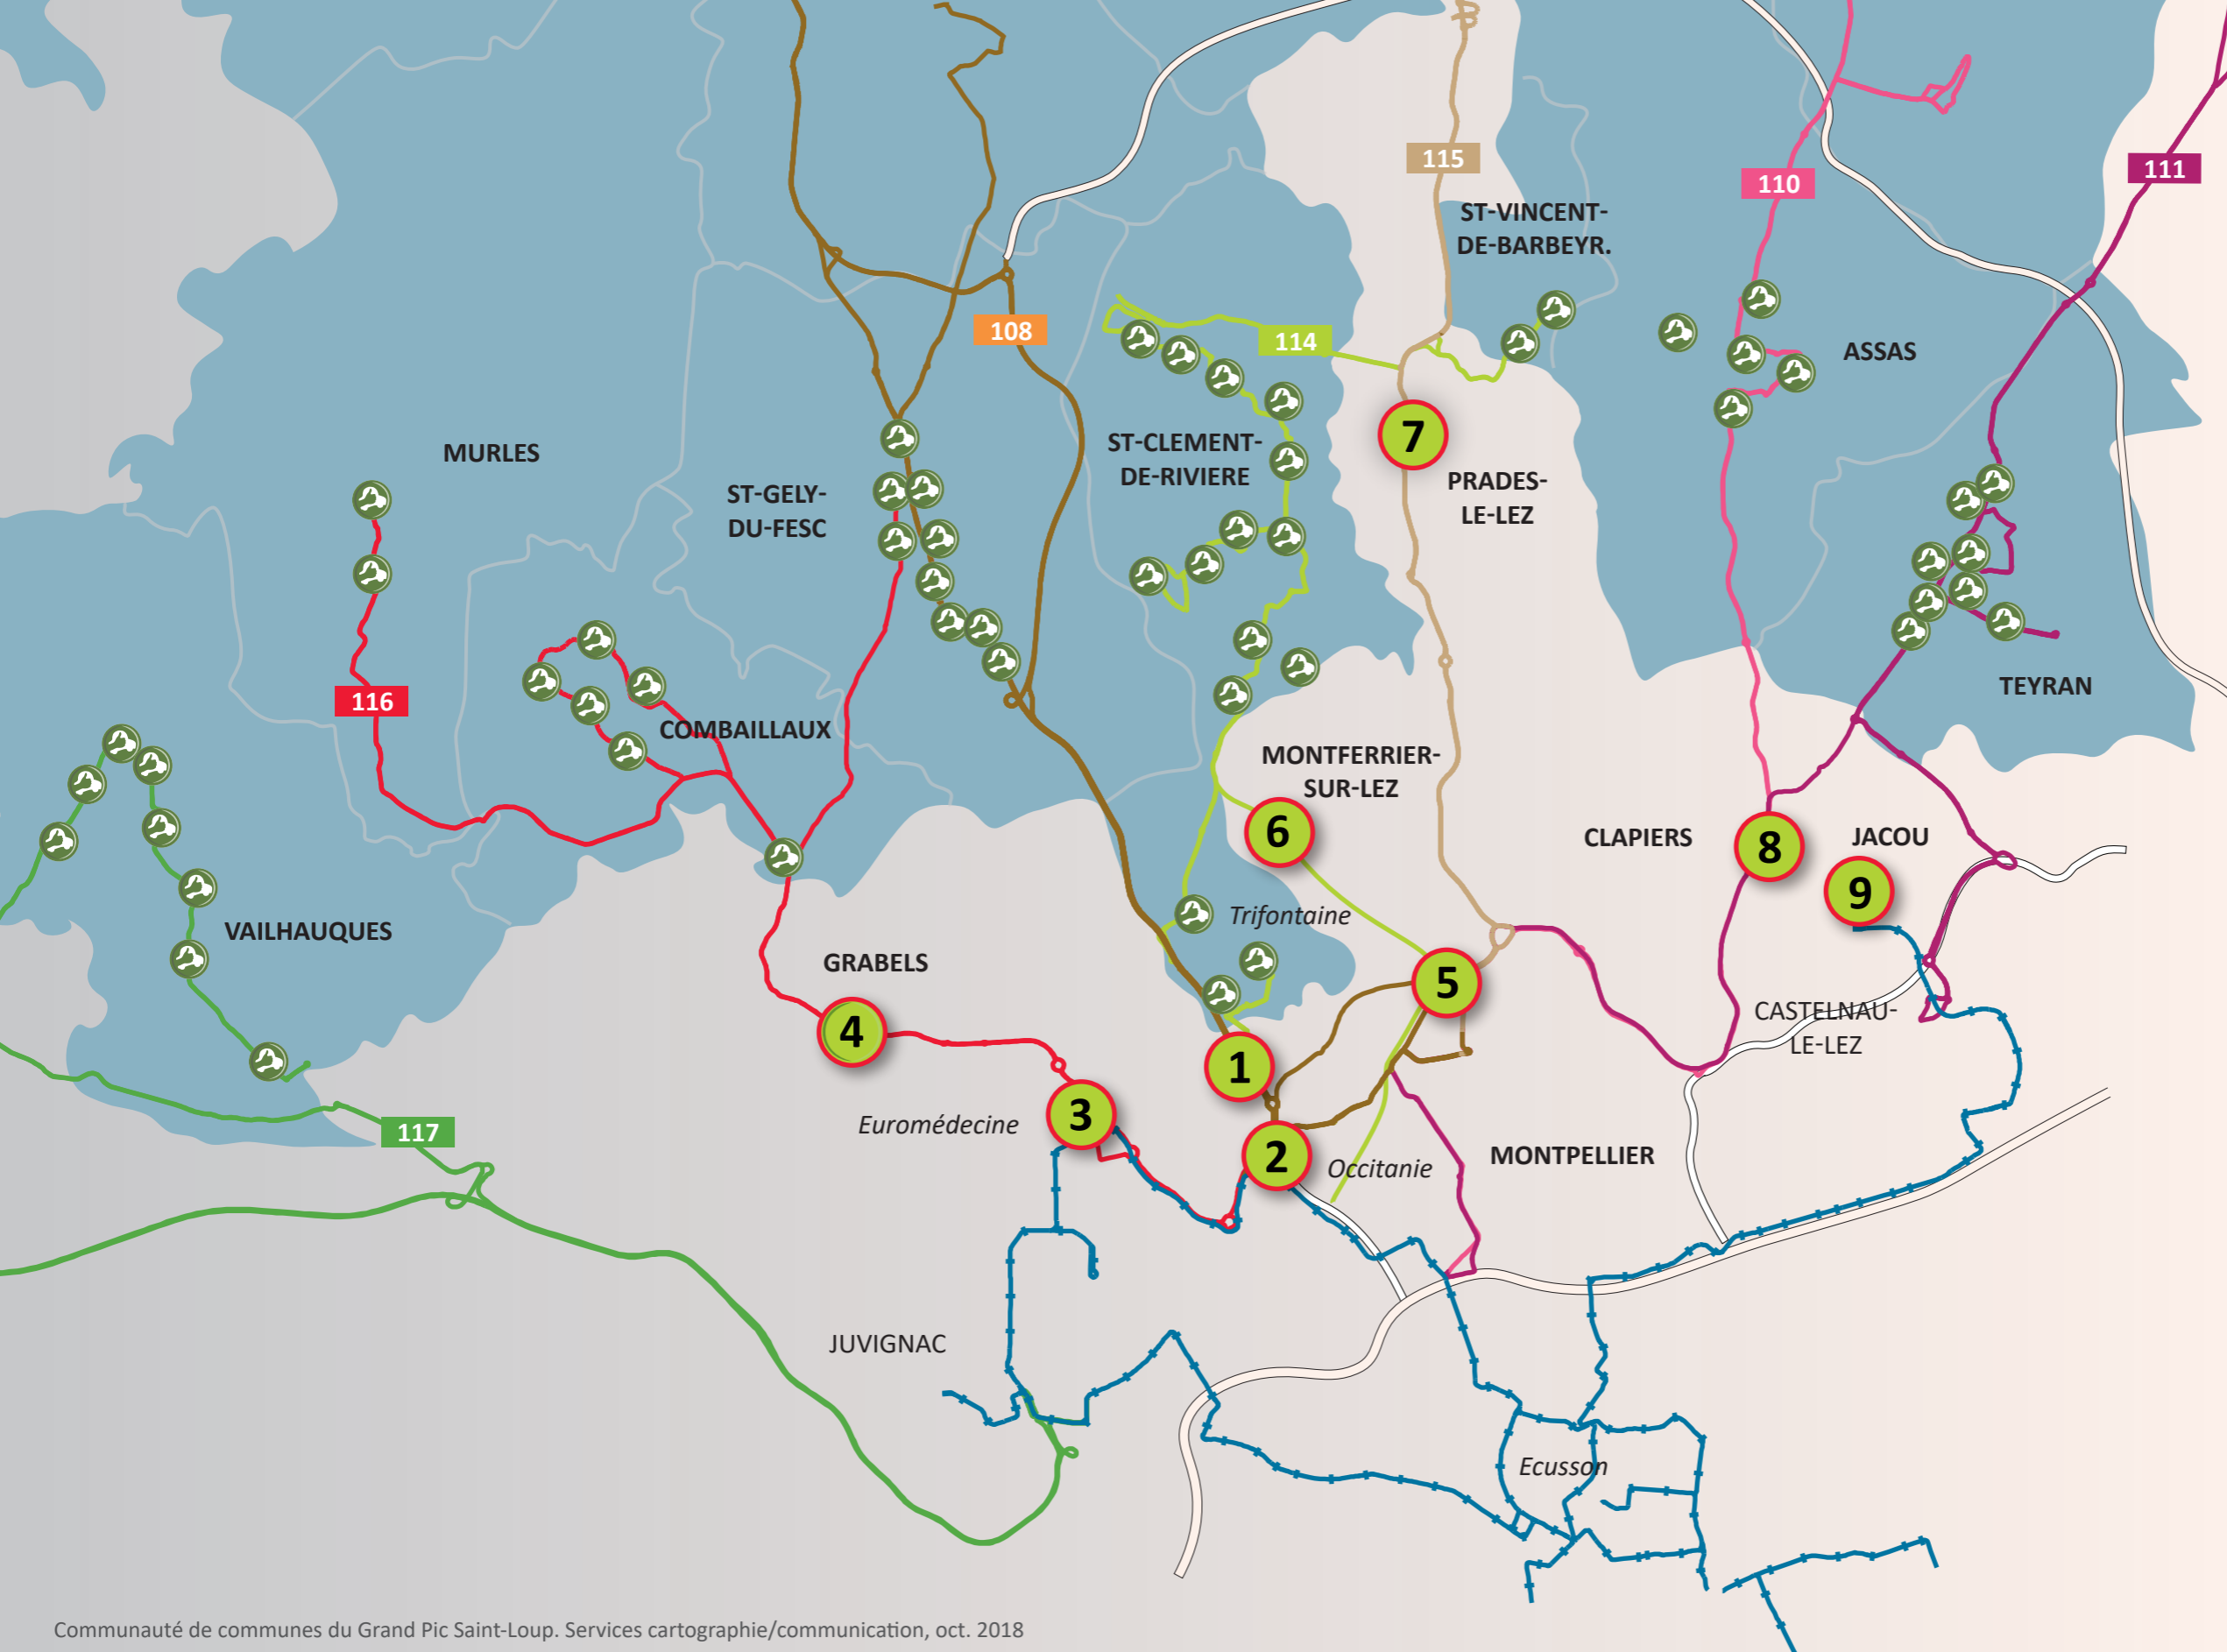 115
111
110
ST-VINCENT-
DE-BARBEYR.
108
114
ASSAS
7
ST-CLEMENT-
DE-RIVIERE
MURLES
PRADES-
LE-LEZ
ST-GELY-
DU-FESC
TEYRAN
116
COMBAILLAUX
MONTFERRIER-
SUR-LEZ
6
CLAPIERS
8
JACOU
9
Trifontaine
VAILHAUQUES
GRABELS
5
CASTELNAU-
LE-LEZ
4
1
3
Euromédecine
117
2
Occitanie
MONTPELLIER
JUVIGNAC
Ecusson
Communauté de communes du Grand Pic Saint-Loup. Services cartographie/communication, oct. 2018